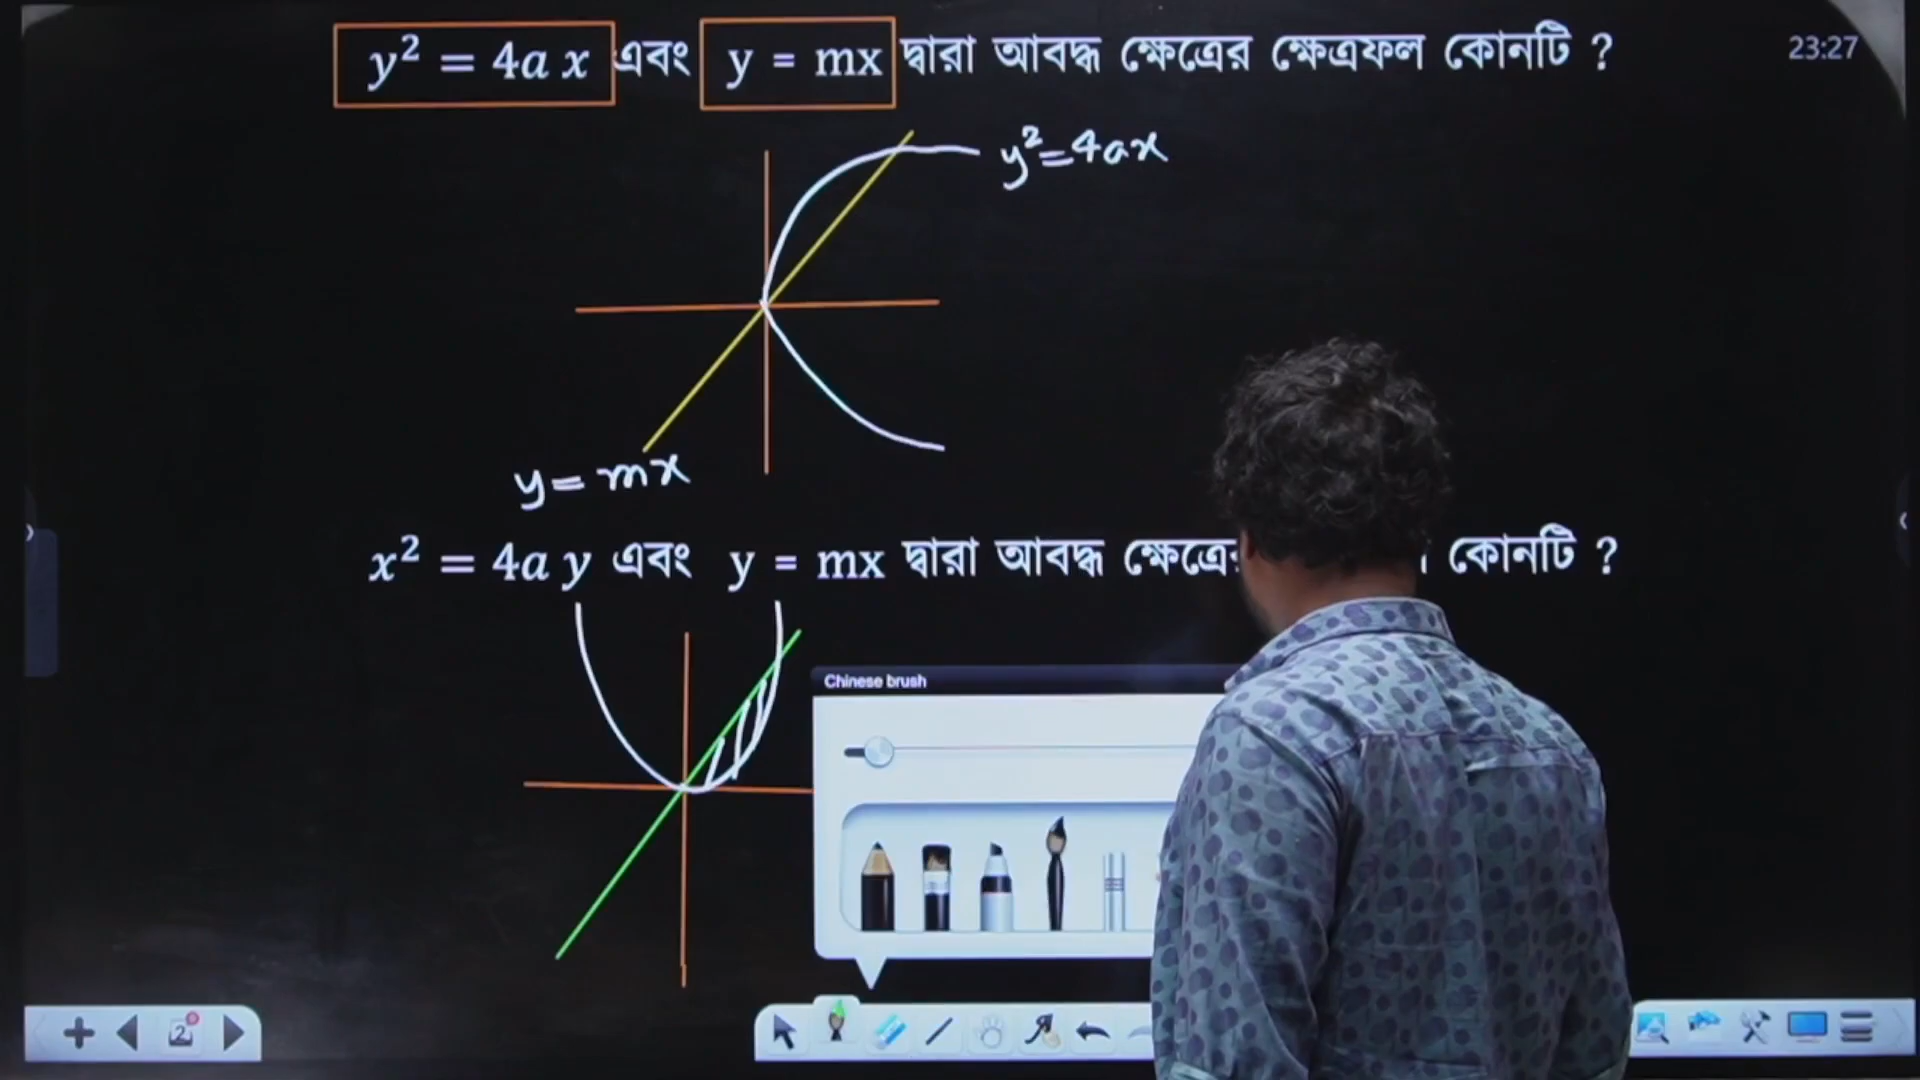 y² = 4a x এবং y = mx দ্বারা আবদ্ধ ক্ষেত্রের ক্ষেত্রফল কোনটি ?
23:27
y² = 4ax
y = mx
x² = 4a y এবং y = mx দ্বারা আবদ্ধ কোনটি ?
Chinese brush
2